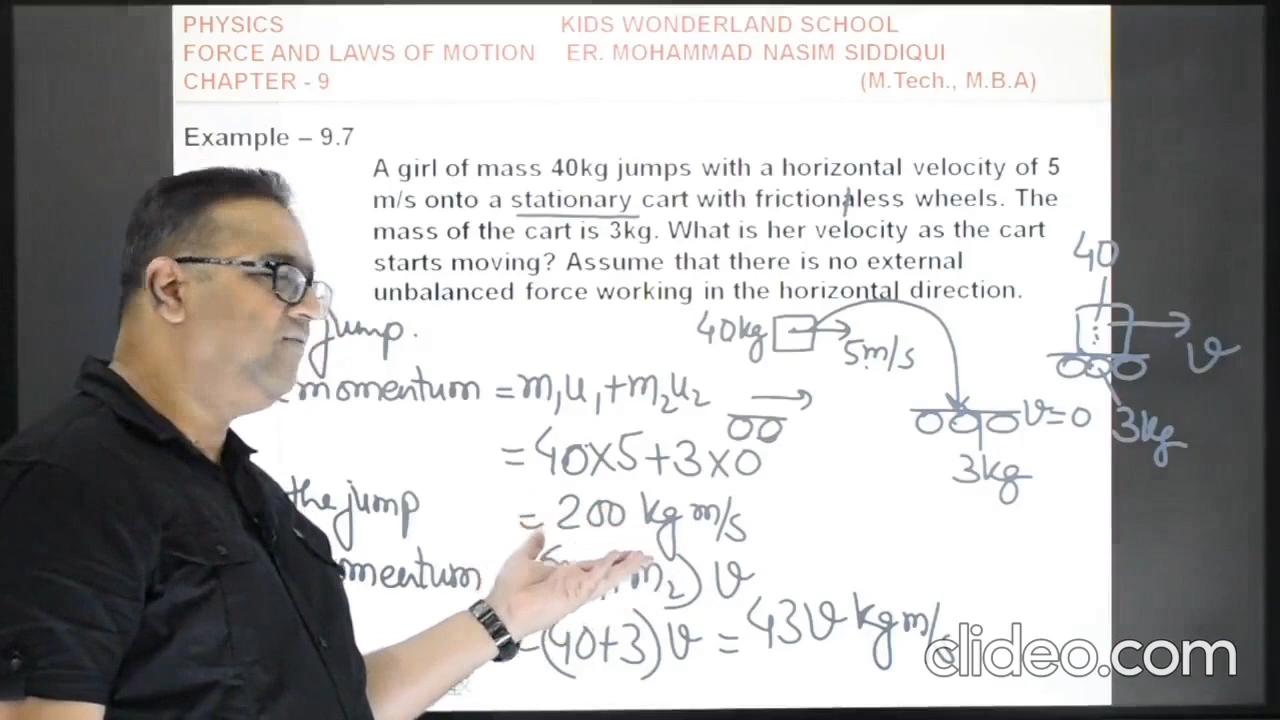 PHYSICS KIDS WONDERLAND SCHOOL
FORCE AND LAWS OF MOTION ER. MOHAMMAD NASIM SIDDIQUI
CHAPTER - 9 (M.Tech., M.B.A)
Example – 9.7
A girl of mass 40kg jumps with a horizontal velocity of 5
m/s onto a stationary cart with frictionless wheels. The
mass of the cart is 3kg. What is her velocity as the cart
starts moving? Assume that there is no external
unbalanced force working in the horizontal direction.
40
jump.
40kg
5m/s
v
momentum = m₁u₁ + m₂u₂
v=0
3kg
= 40×5+3×0
3kg
the jump
= 200 kg m/s
m₂) v
= (40+3) v = 43v kg m/s
clideo.com